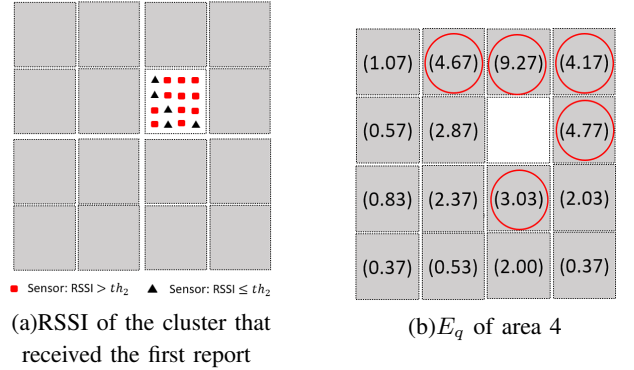 (1.07) (4.67) (9.27) (4.17)
(0.57) (2.87) (4.77)
(0.83) (2.37) (3.03) (2.03)
(0.37) (0.53) (2.00) (0.37)
Sensor: RSSI > th₂ Sensor: RSSI ≤ th₂
(a)RSSI of the cluster that
received the first report
(b)E_q of area 4